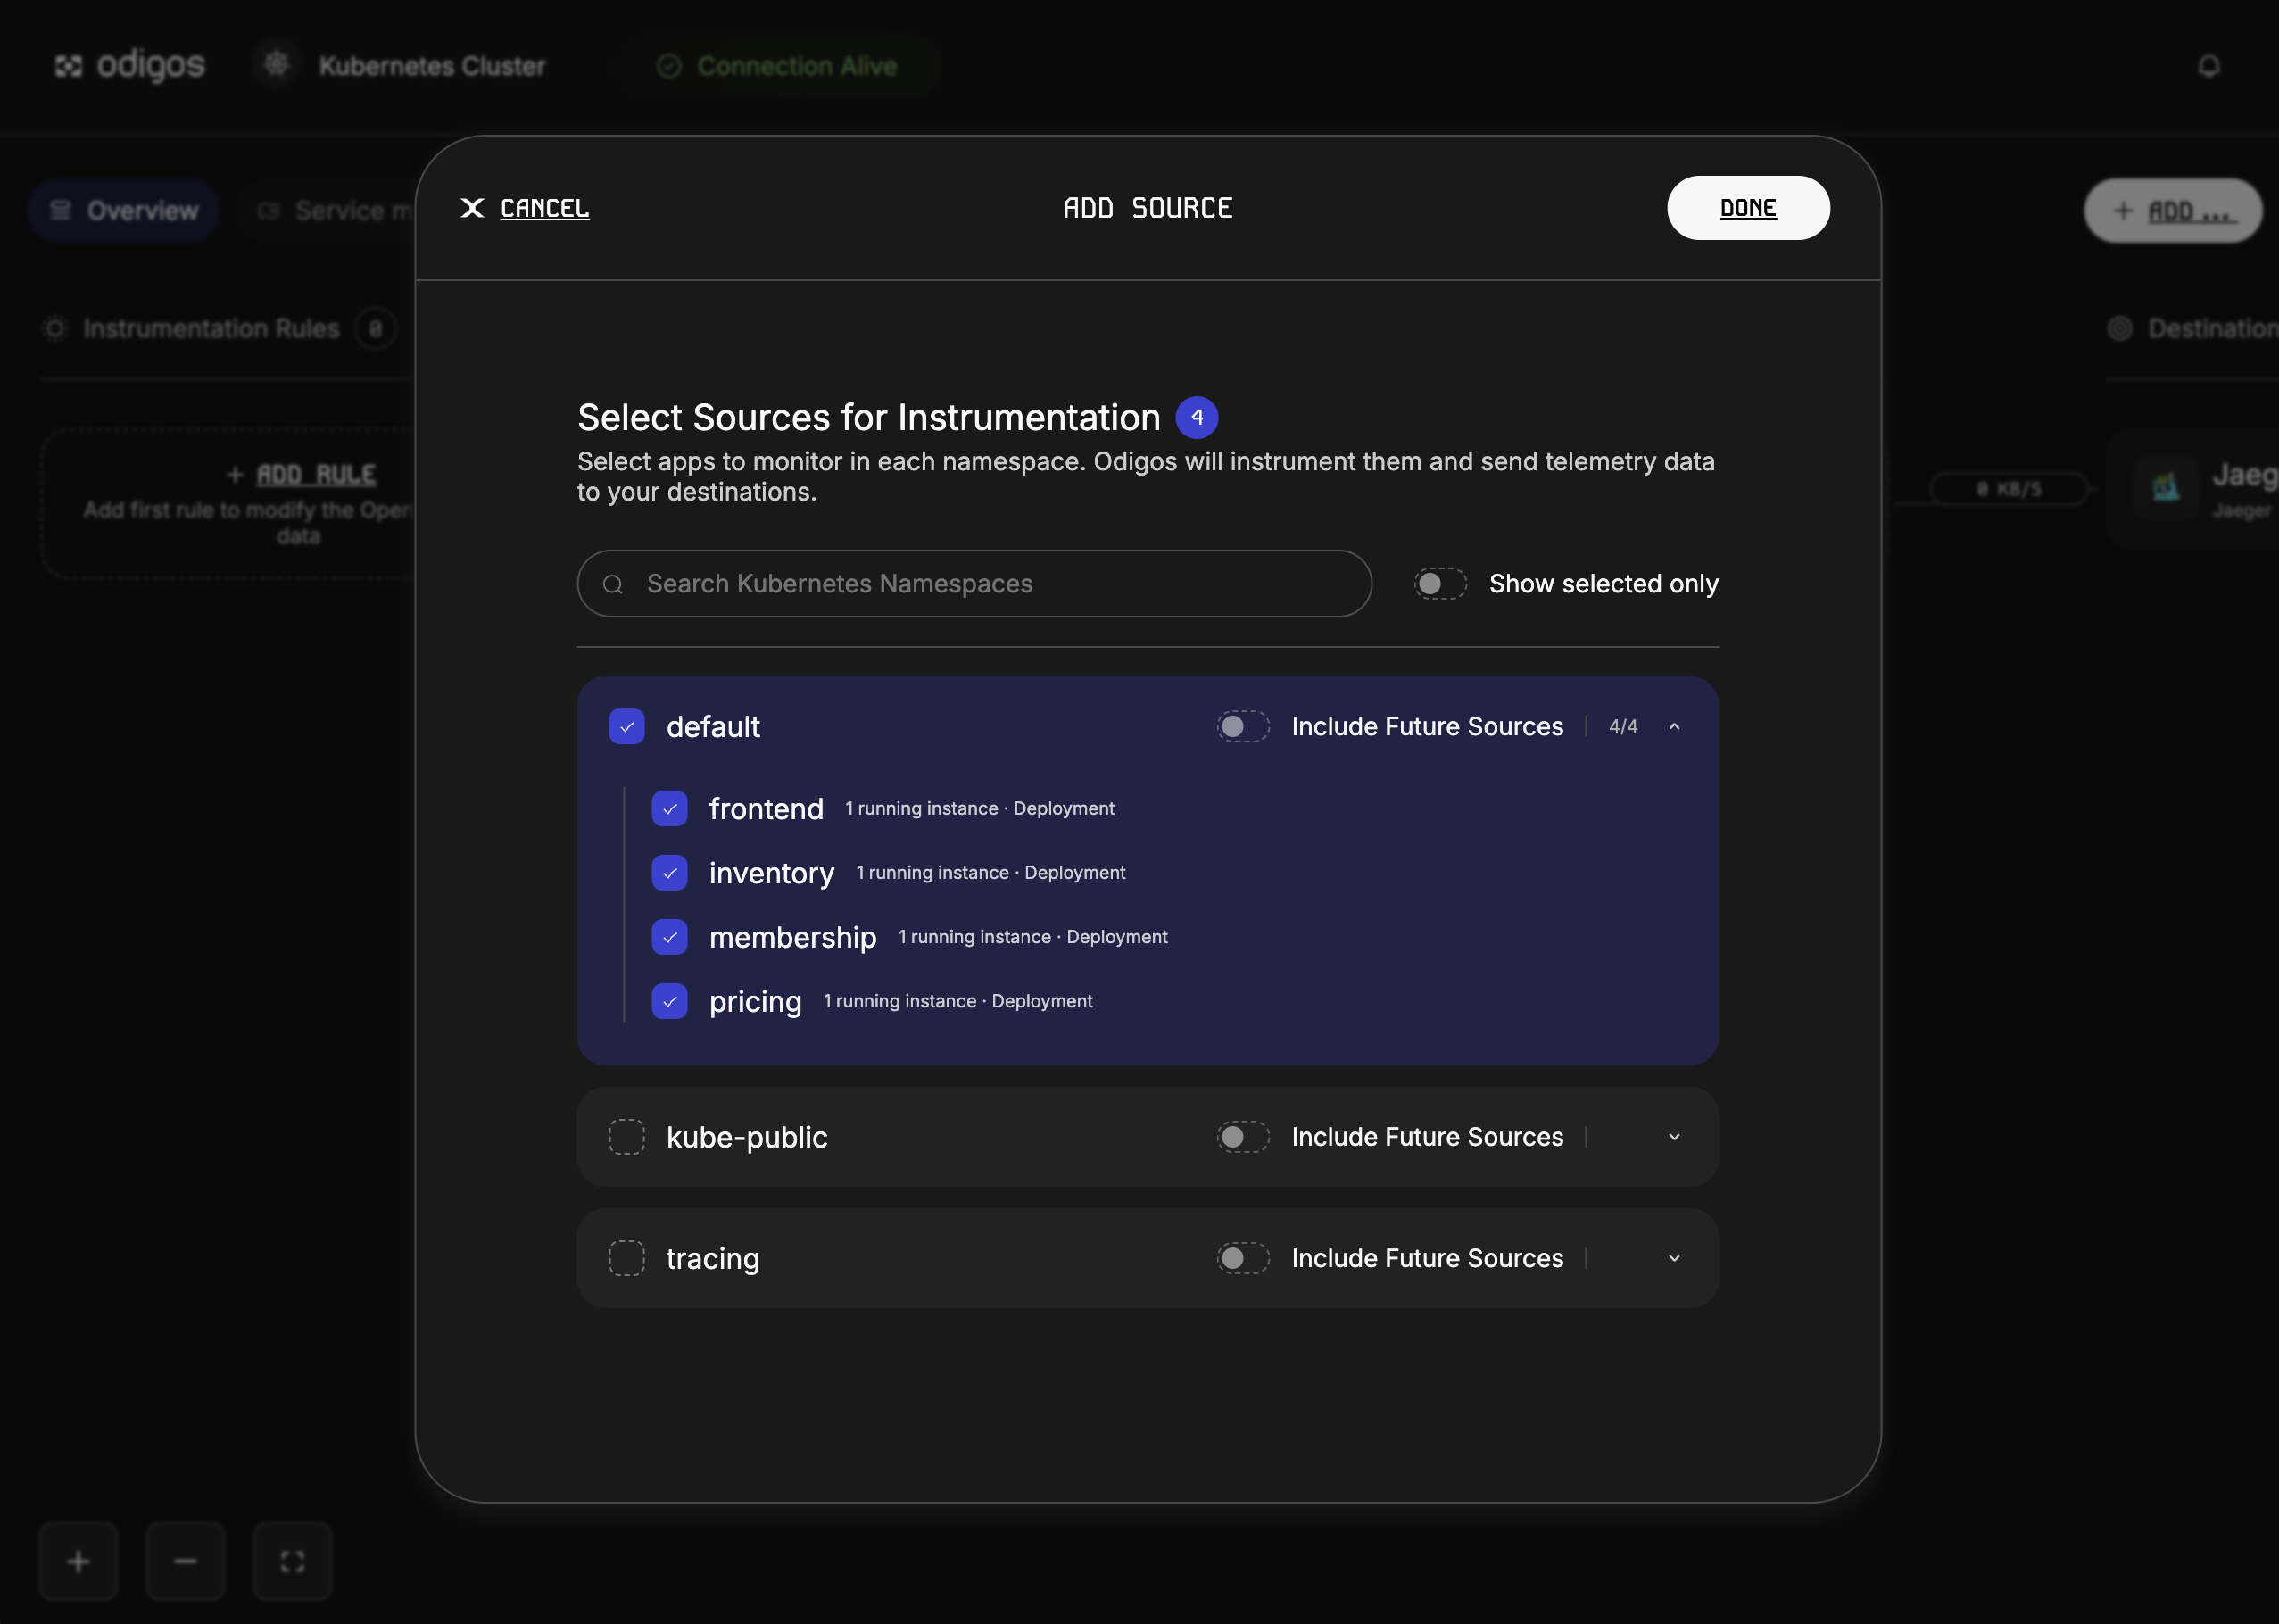 odigos
Kubernetes Cluster
Connection Alive
Overview
Service m
CANCEL
ADD SOURCE
DONE
+ ADD ...
Instrumentation Rules 0
Destination
+ ADD RULE
Add first rule to modify the Open
data
0 KB/S
Jaeg
Jaeger
Select Sources for Instrumentation 4
Select apps to monitor in each namespace. Odigos will instrument them and send telemetry data
to your destinations.
Search Kubernetes Namespaces
Show selected only
default
Include Future Sources
4/4
frontend 1 running instance · Deployment
inventory 1 running instance · Deployment
membership 1 running instance · Deployment
pricing 1 running instance · Deployment
kube-public
Include Future Sources
tracing
Include Future Sources